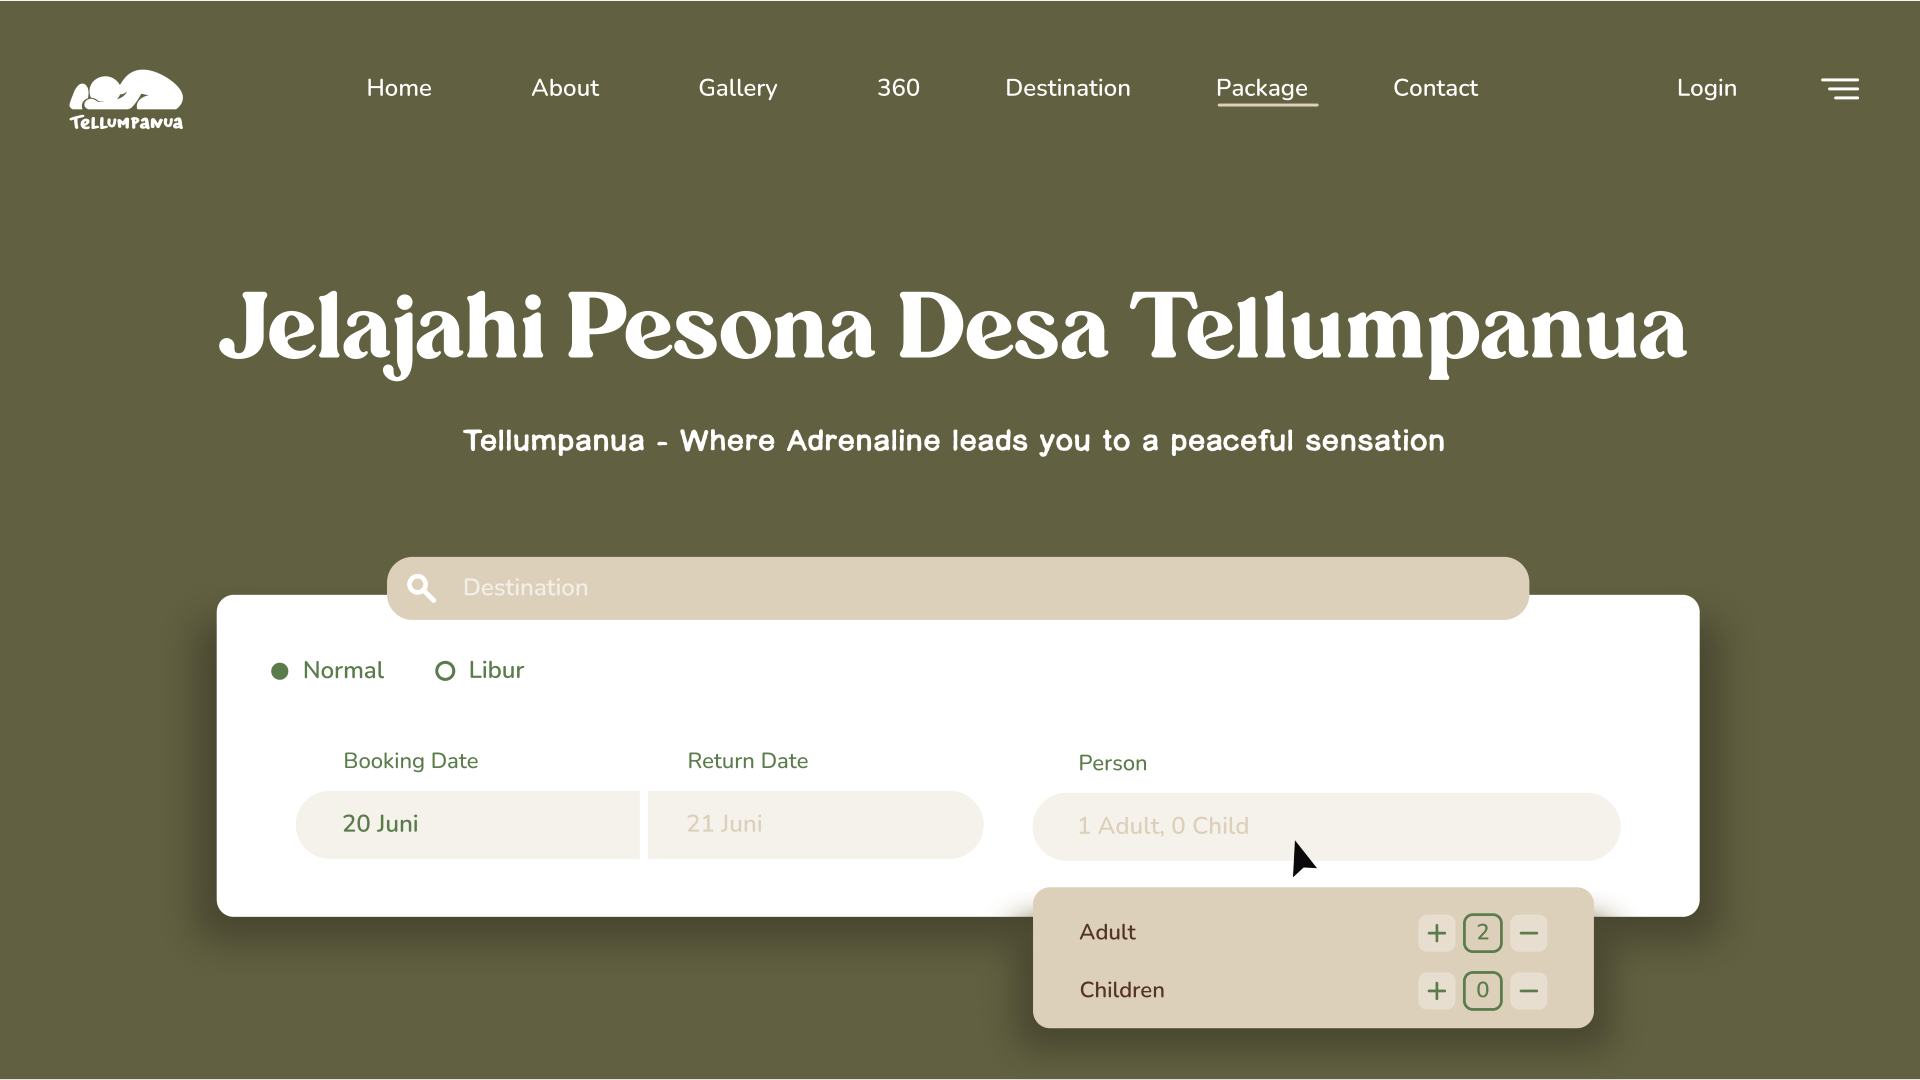 TELLUMPANUA
Home About Gallery 360 Destination Package Contact Login
Jelajahi Pesona Desa Tellumpanua
Tellumpanua - Where Adrenaline leads you to a peaceful sensation
Destination
Normal Libur
Booking Date Return Date Person
20 Juni 21 Juni 1 Adult, 0 Child
Adult + 2 −
Children + 0 −